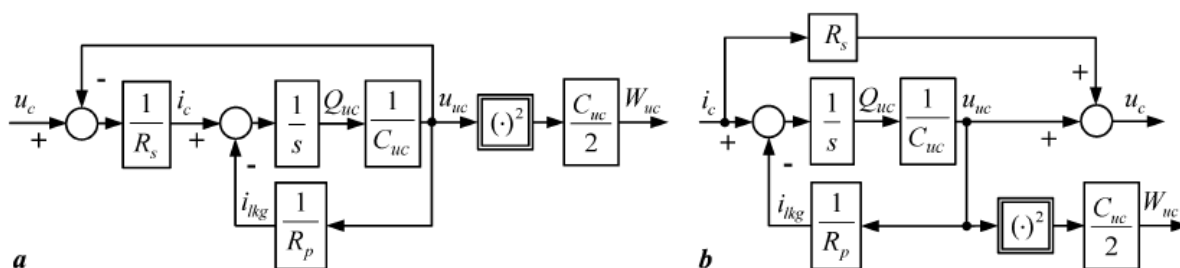 u_c + - 1/R_s i_c + - 1/s Q_uc 1/C_uc u_uc (·)² C_uc/2 W_uc
i_lkg 1/R_p
a
R_s
i_c + - 1/s Q_uc 1/C_uc u_uc + + u_c
i_lkg 1/R_p (·)² C_uc/2 W_uc
b